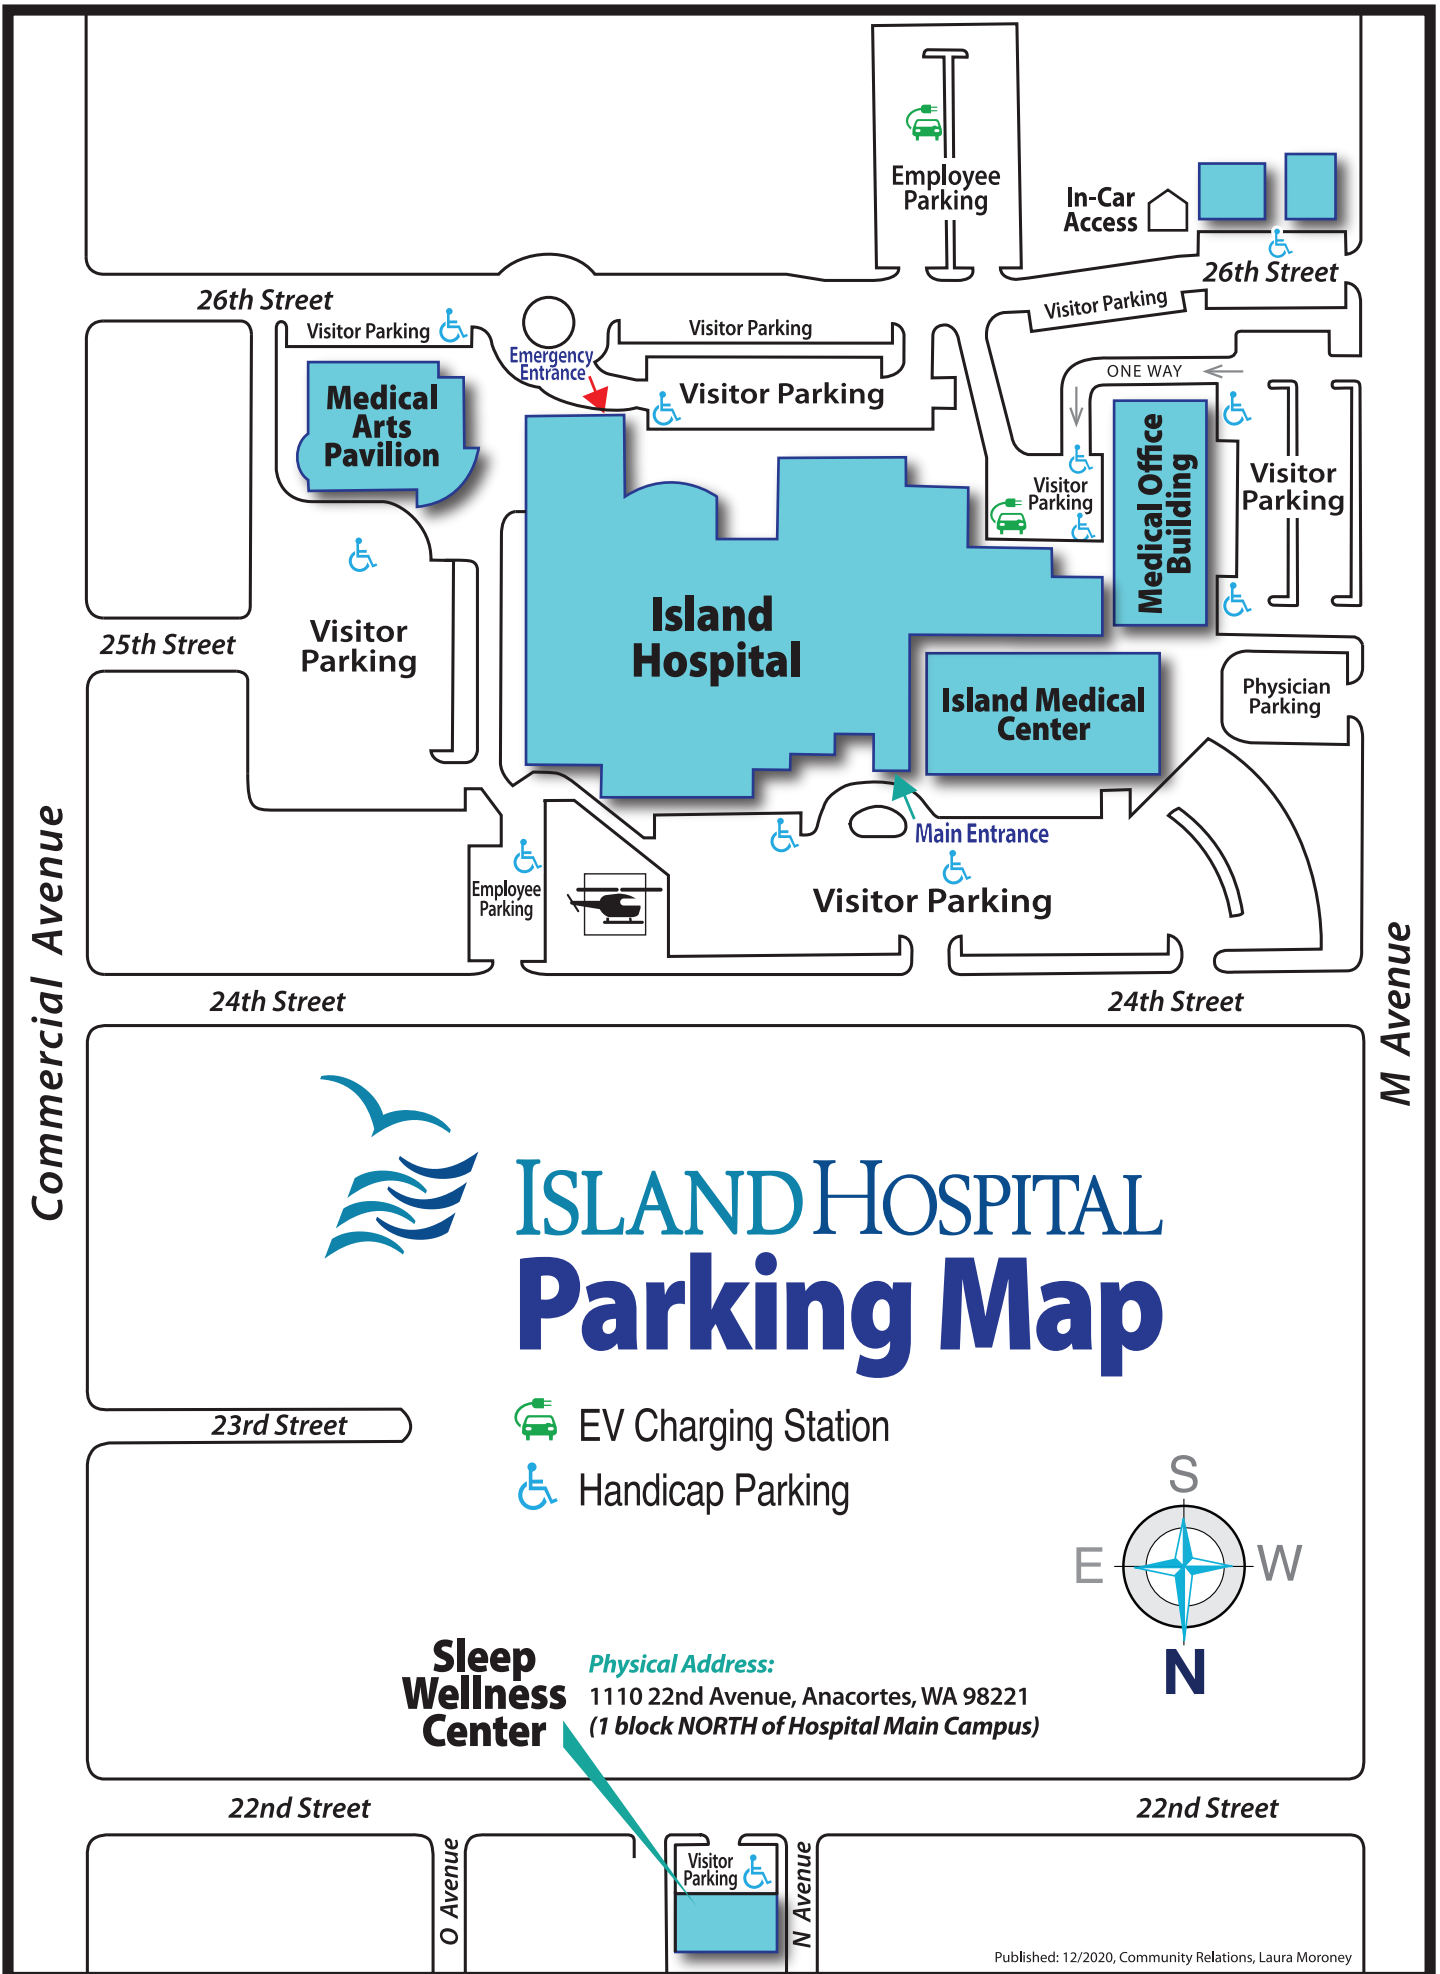 Employee
Parking
In-Car
Access
26th Street
26th Street
Visitor Parking
Visitor Parking
Visitor Parking
Emergency
Entrance
Visitor Parking
ONE WAY
Medical
Arts
Pavilion
Visitor
Parking
Medical Office
Building
Visitor
Parking
Island
Hospital
25th Street
Visitor
Parking
Island Medical
Center
Physician
Parking
Main Entrance
Employee
Parking
Visitor Parking
Commercial Avenue
M Avenue
24th Street
24th Street
ISLAND HOSPITAL
Parking Map
23rd Street
EV Charging Station
Handicap Parking
S
E
W
N
Sleep
Wellness
Center
Physical Address:
1110 22nd Avenue, Anacortes, WA 98221
(1 block NORTH of Hospital Main Campus)
22nd Street
22nd Street
O Avenue
Visitor
Parking
N Avenue
Published: 12/2020, Community Relations, Laura Moroney